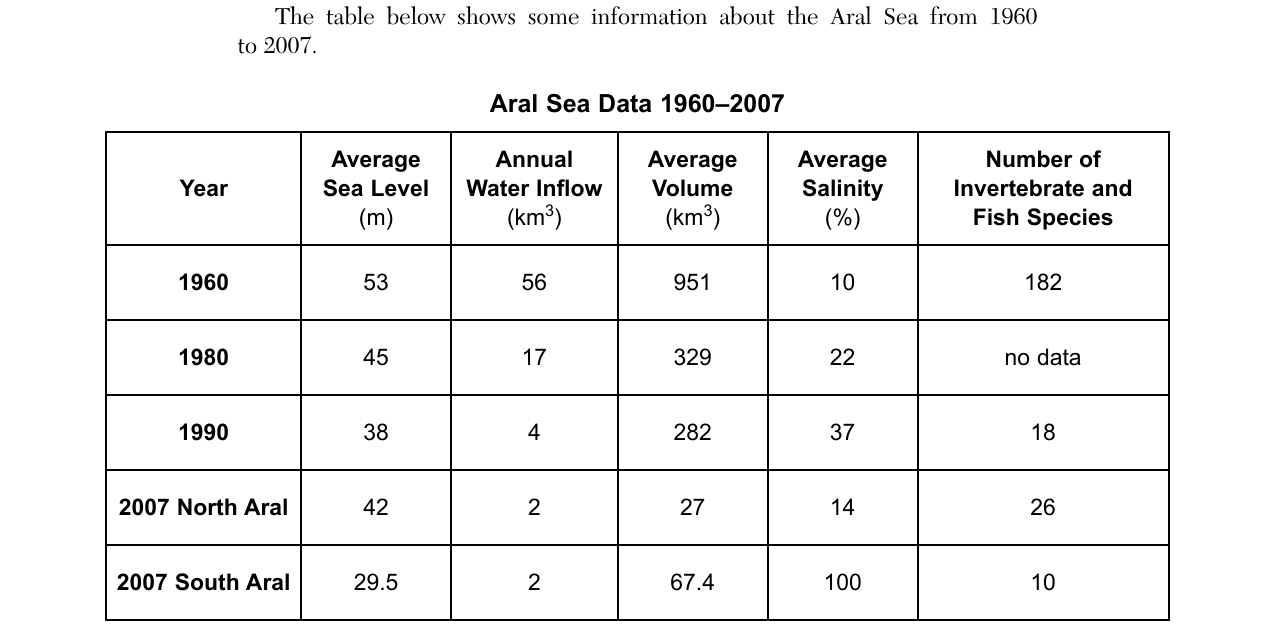 The table below shows some information about the Aral Sea from 1960
to 2007.
Aral Sea Data 1960–2007
Year | Average Sea Level (m) | Annual Water Inflow (km³) | Average Volume (km³) | Average Salinity (%) | Number of Invertebrate and Fish Species
1960 | 53 | 56 | 951 | 10 | 182
1980 | 45 | 17 | 329 | 22 | no data
1990 | 38 | 4 | 282 | 37 | 18
2007 North Aral | 42 | 2 | 27 | 14 | 26
2007 South Aral | 29.5 | 2 | 67.4 | 100 | 10